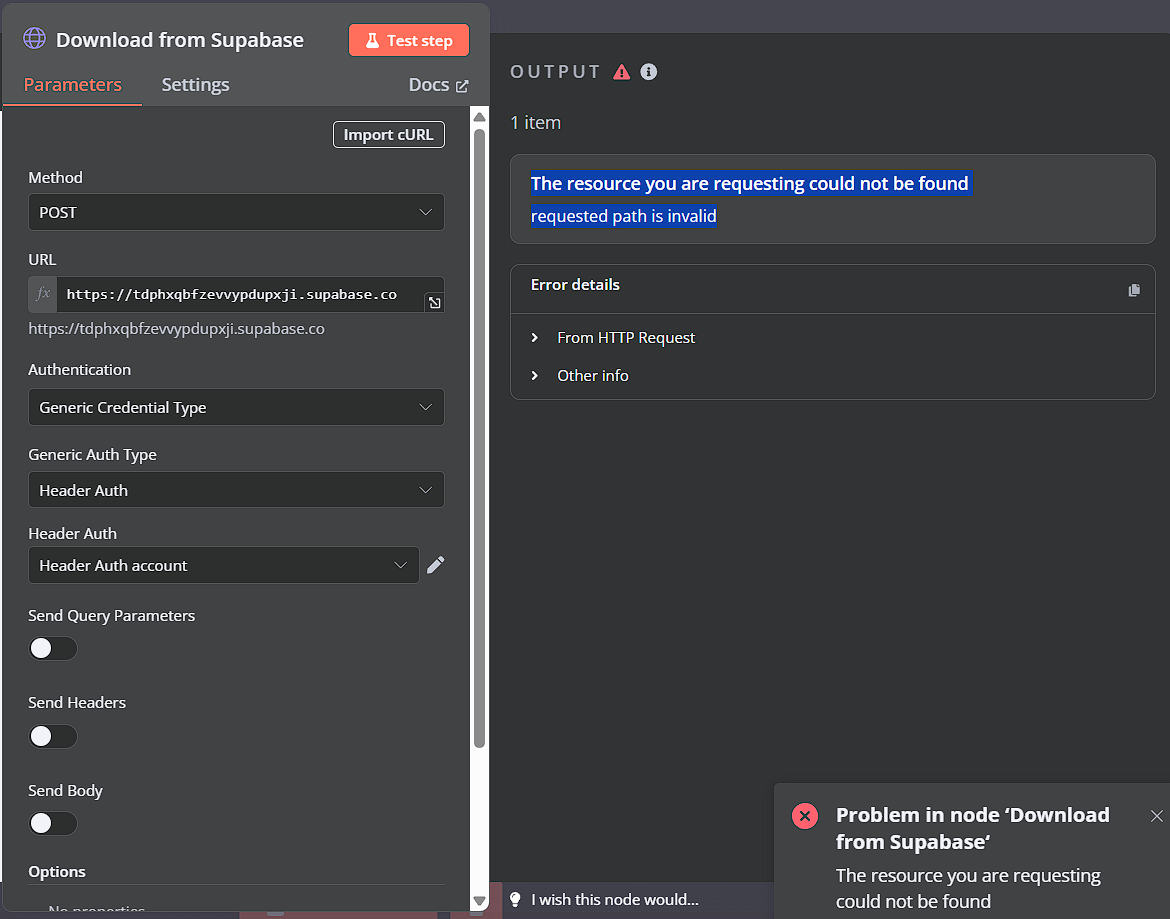 Download from Supabase
Test step
Parameters
Settings
Docs
Import cURL
Method
POST
URL
fx
https://tdphxqbfzevvypdupxji.supabase.co
https://tdphxqbfzevvypdupxji.supabase.co
Authentication
Generic Credential Type
Generic Auth Type
Header Auth
Header Auth
Header Auth account
Send Query Parameters
Send Headers
Send Body
Options
No properties
OUTPUT
1 item
The resource you are requesting could not be found
requested path is invalid
Error details
From HTTP Request
Other info
I wish this node would...
Problem in node ‘Download
from Supabase‘
The resource you are requesting
could not be found